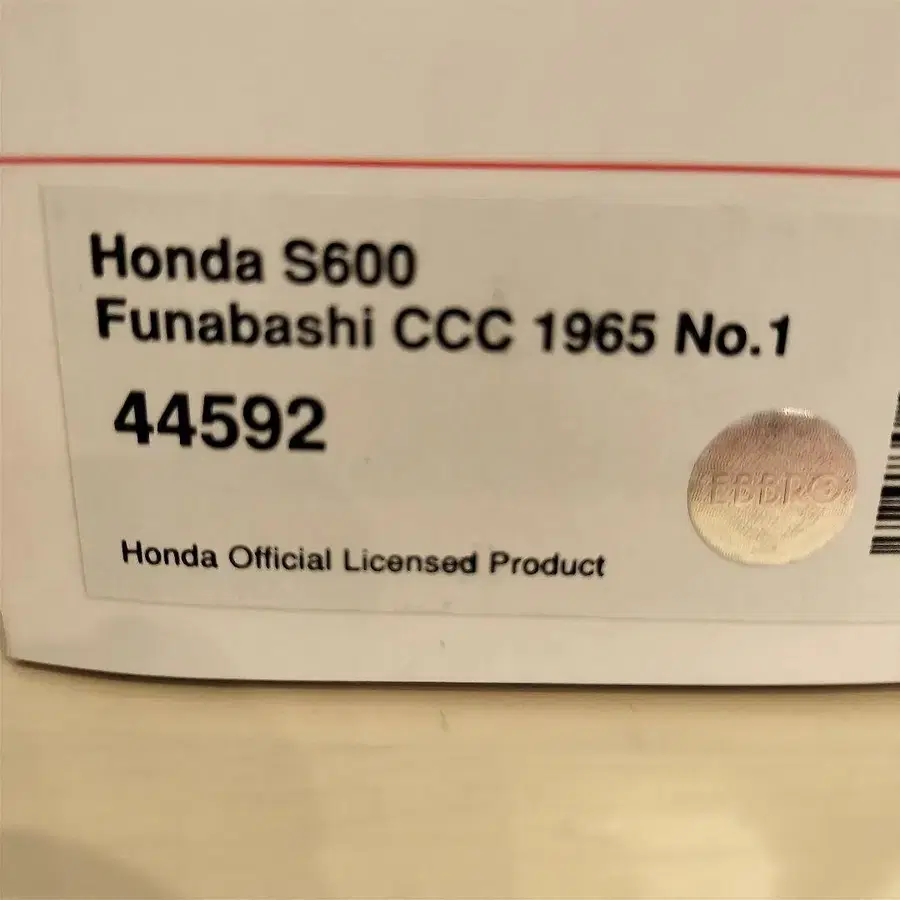 Honda S600
Funabashi CCC 1965 No.1
44592
EBBRO
Honda Official Licensed Product